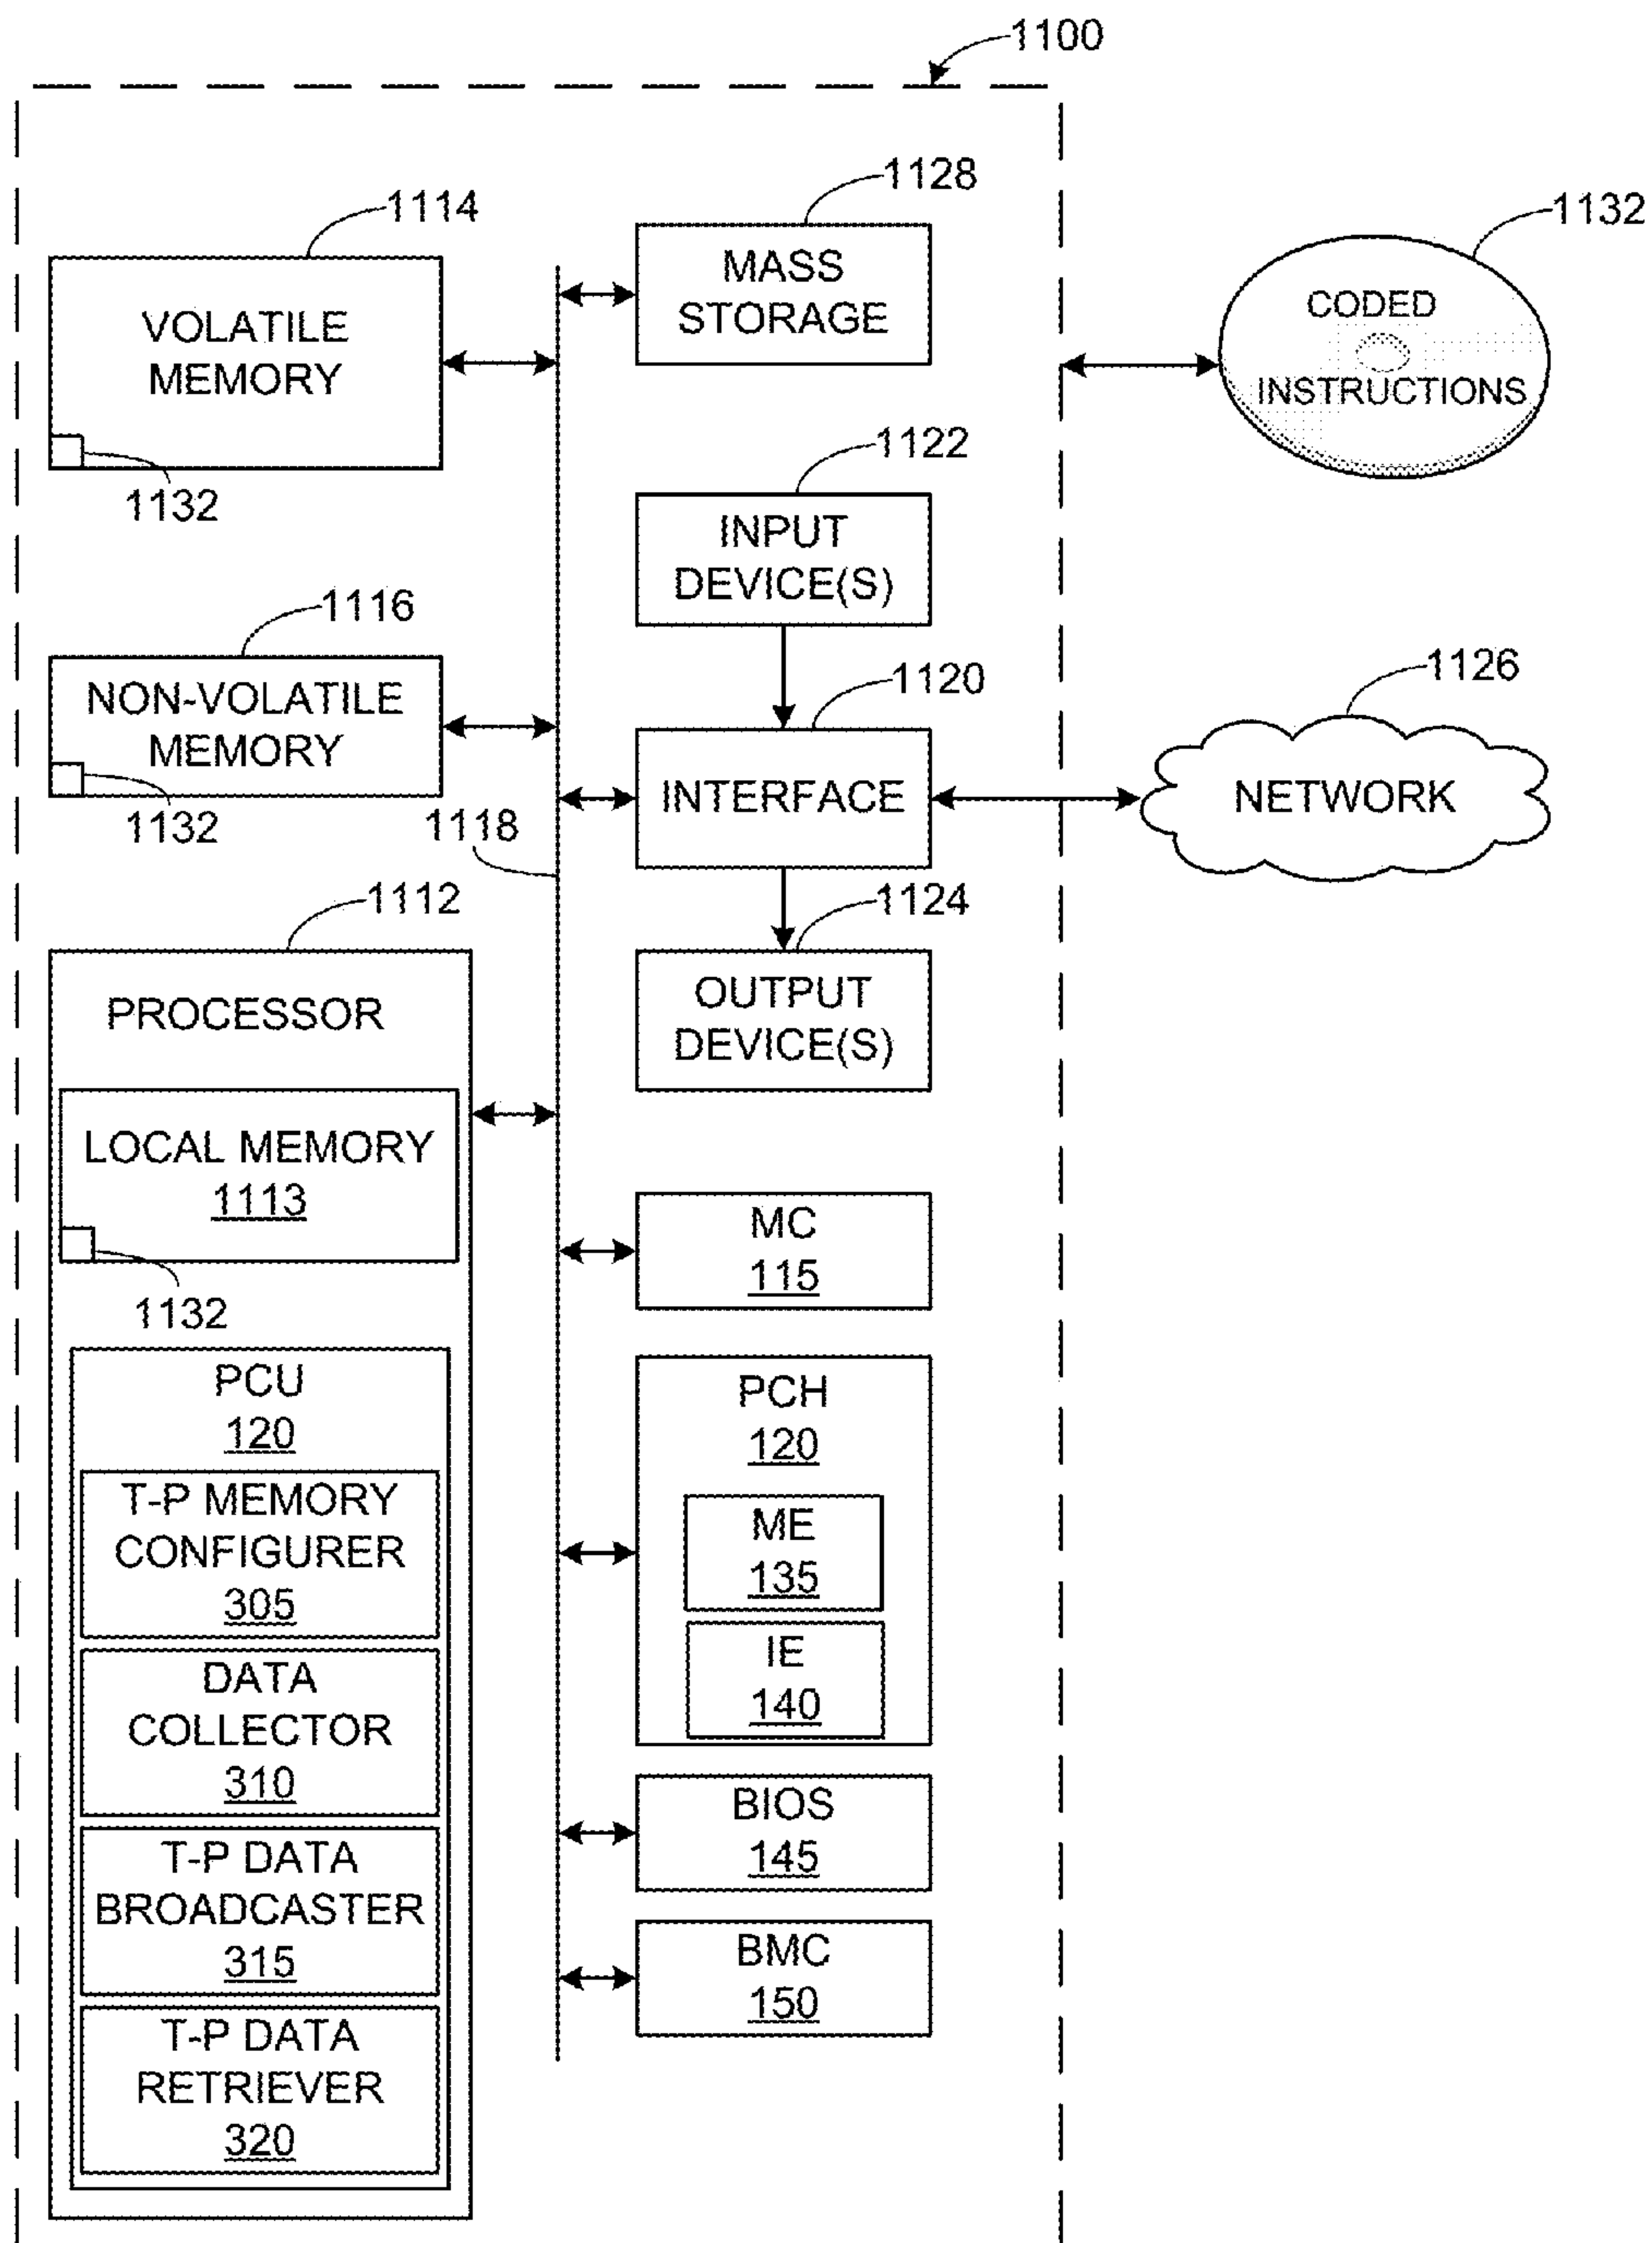 1100
1114
VOLATILE
MEMORY
1132
1128
MASS
STORAGE
1132
CODED
INSTRUCTIONS
1122
INPUT
DEVICE(S)
1116
NON-VOLATILE
MEMORY
1132
1118
1120
INTERFACE
1126
NETWORK
1124
OUTPUT
DEVICE(S)
1112
PROCESSOR
LOCAL MEMORY
1113
1132
PCU
120
T-P MEMORY
CONFIGURER
305
DATA
COLLECTOR
310
T-P DATA
BROADCASTER
315
T-P DATA
RETRIEVER
320
MC
115
PCH
120
ME
135
IE
140
BIOS
145
BMC
150